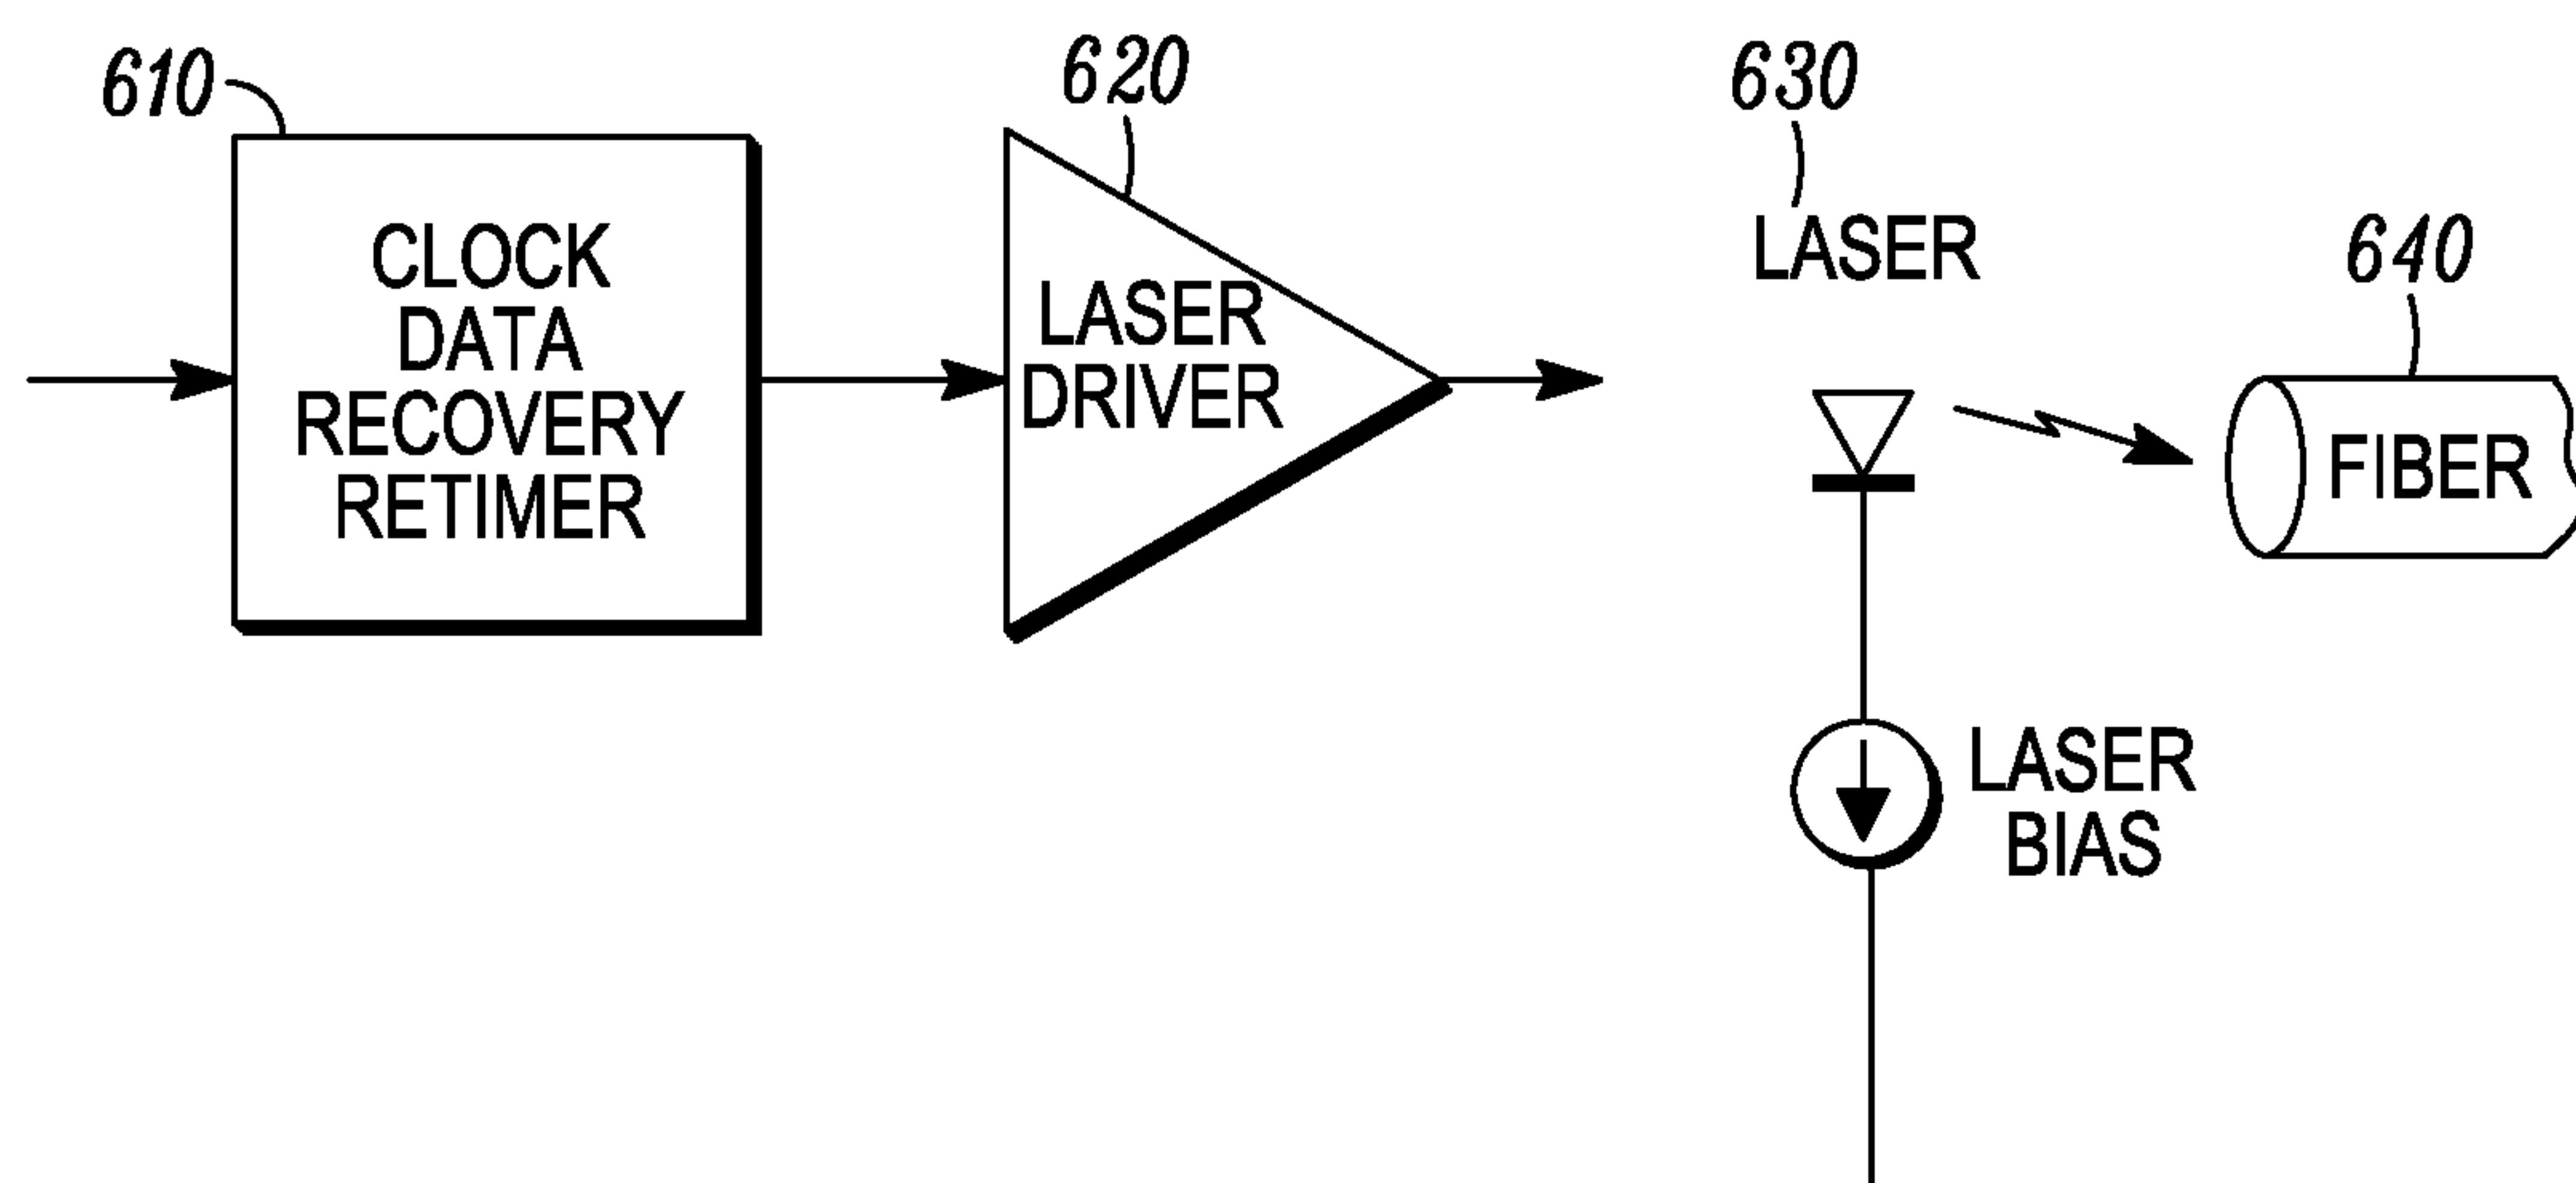 610
CLOCK
DATA
RECOVERY
RETIMER
620
LASER
DRIVER
630
LASER
640
FIBER
LASER
BIAS